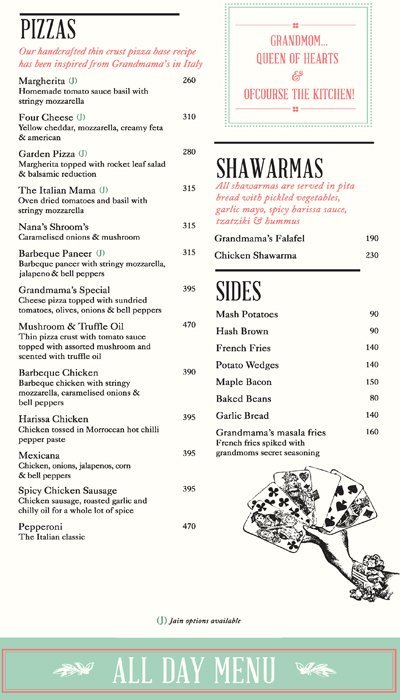 PIZZAS
Our handcrafted thin crust pizza base recipe
has been inspired from Grandmama's in Italy
Margherita (J) 260
Homemade tomato sauce basil with
stringy mozzarella
Four Cheese (J) 310
Yellow cheddar, mozzarella, creamy feta
& american
Garden Pizza (J) 280
Margherita topped with rocket leaf salad
& balsamic reduction
The Italian Mama (J) 315
Oven dried tomatoes and basil with
stringy mozzarella
Nana's Shroom's 315
Caramelised onions & mushroom
Barbeque Paneer (J) 315
Barbeque paneer with stringy mozzarella,
jalapeno & bell peppers
Grandmama's Special 395
Cheese pizza topped with sundried
tomatoes, olives, onions & bell peppers
Mushroom & Truffle Oil 470
Thin pizza crust with tomato sauce
topped with assorted mushroom and
scented with truffle oil
Barbeque Chicken 390
Barbeque chicken with stringy
mozzarella, caramelised onions &
bell peppers
Harissa Chicken 395
Chicken tossed in Morroccan hot chilli
pepper paste
Mexicana 395
Chicken, onions, jalapenos, corn
& bell peppers
Spicy Chicken Sausage 395
Chicken sausage, roasted garlic and
chilly oil for a whole lot of spice
Pepperoni 470
The Italian classic
GRANDMOM...
QUEEN OF HEARTS
&
OFCOURSE THE KITCHEN!
SHAWARMAS
All shawarmas are served in pita
bread with pickled vegetables,
garlic mayo, spicy harissa sauce,
tzatziki & hummus
Grandmama's Falafel 190
Chicken Shawarma 230
SIDES
Mash Potatoes 90
Hash Brown 90
French Fries 140
Potato Wedges 140
Maple Bacon 150
Baked Beans 80
Garlic Bread 140
Grandmama's masala fries 160
French fries spiked with
grandmoms secret seasoning
(J) Jain options available
ALL DAY MENU